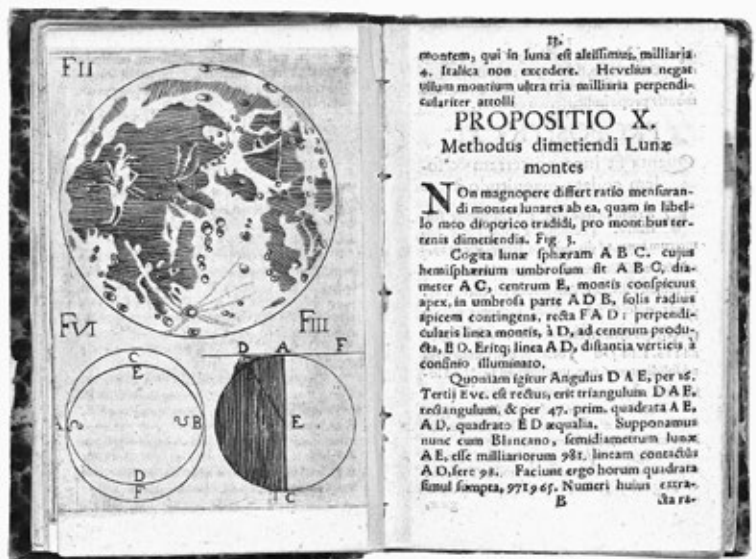 FII
FVI
FIII
C
E
A
B
D
F
D A F
E
C
13.
montem, qui in luna est altissimus, milliaria
4. Italica non excedere. Hevelius negat
ullum montium ultra tria milliaria perpendi-
culariter attolli
PROPOSITIO X.
Methodus dimetiendi Lunæ
montes
NOn magnopere differt ratio mensuran-
di montes lunares ab ea, quam in libel-
lo meo dioptrico tradidi, pro montibus ter-
renis dimetiendis. Fig 3.
Cogita lunæ sphæram A B C. cujus
hemisphærium umbrosum sit A B C, dia-
meter A C, centrum E, montis conspicuus
apex, in umbrosa parte A D B, solis radius
apicem contingens, recta F A D: perpendi-
cularis linea montis, à D, ad centrum produ-
cta, E D. Eritq; linea A D, distantia verticis à
confinio illuminato.
Quoniam igitur Angulus D A E, per 16.
Tertij Euc. est rectus, erit triangulum D A E,
rectangulum, & per 47. prim. quadrata A E,
A D, quadrato E D æqualia. Supponamus
nunc cum Blancano, semidiametrum lunæ
A E, esse milliariorum 981. lineam contactûs
A D, fere 98. Faciunt ergo horum quadrata
simul sumpta, 971965. Numeri huius extra-
B cta ra-